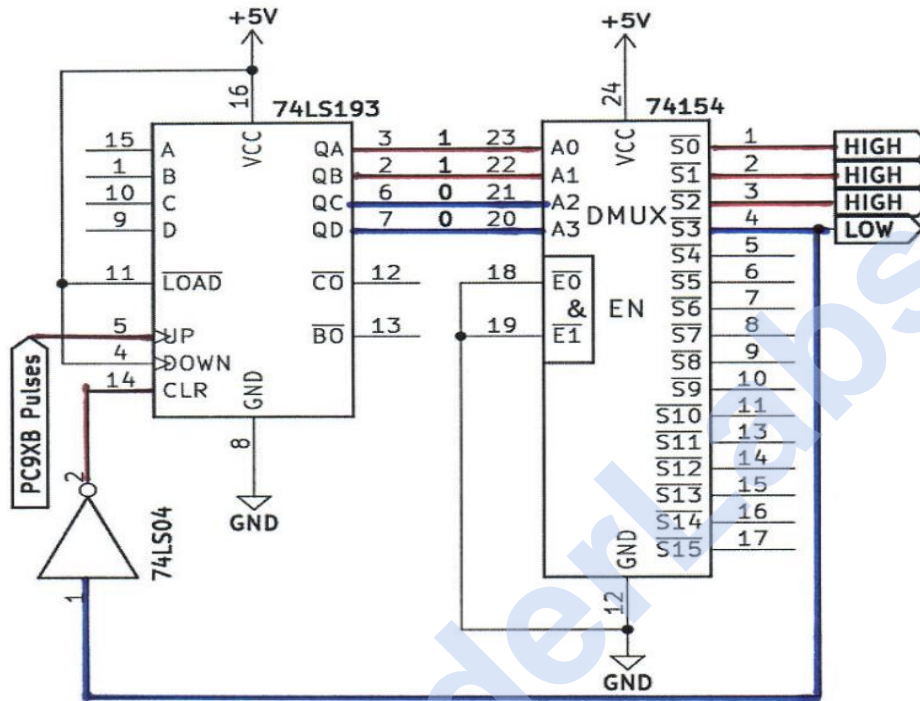 +5V
+5V
16
24
74LS193
74154
15 A
VCC
QA 3 1 23 A0
VCC
S0 1 HIGH
1 B
QB 2 1 22 A1
S1 2 HIGH
10 C
QC 6 0 21 A2
S2 3 HIGH
9 D
QD 7 0 20 A3
DMUX
S3 4 LOW
S4 5
11 LOAD
CO 12
18 E0
S5 6
& EN
S6 7
5 UP
BO 13
19 E1
S7 8
4 DOWN
S8 9
14 CLR
S9 10
GND
S10 11
8
S11 13
S12 14
S13 15
S14 16
S15 17
GND
12
GND
GND
PC9XB Pulses
2
74LS04
1
derLabs